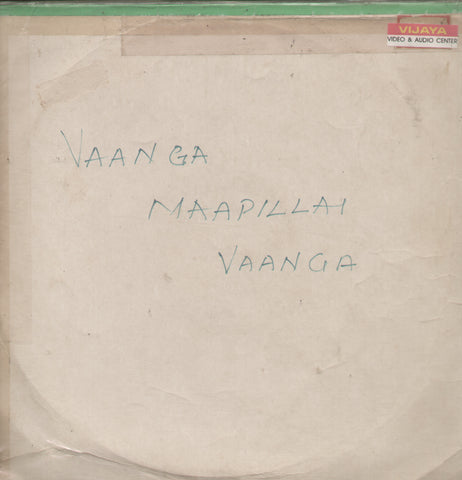 VIJAYA
VIDEO & AUDIO CENTER
VAANGA
MAAPILLAI
VAANGA